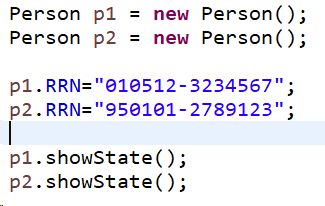 Person p1 = new Person();
Person p2 = new Person();
p1.RRN="010512-3234567";
p2.RRN="950101-2789123";
p1.showState();
p2.showState();